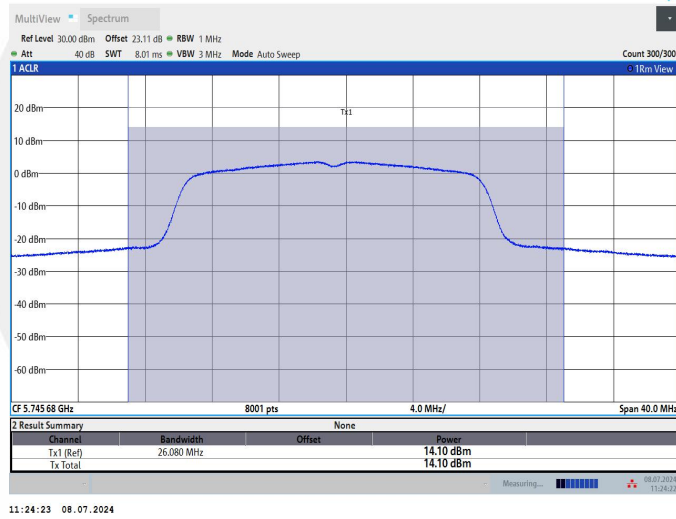 MultiView Spectrum
Ref Level 30.00 dBm Offset 23.11 dB RBW 1 MHz
Att 40 dB SWT 8.01 ms VBW 3 MHz Mode Auto Sweep Count 300/300
1 ACLR 1Rm View
Tx1
20 dBm
10 dBm
0 dBm
-10 dBm
-20 dBm
-30 dBm
-40 dBm
-50 dBm
-60 dBm
CF 5.745 68 GHz 8001 pts 4.0 MHz/ Span 40.0 MHz
2 Result Summary None
Channel Bandwidth Offset Power
Tx1 (Ref) 26.080 MHz 14.10 dBm
Tx Total 14.10 dBm
Measuring... 08.07.2024
11:24:22
11:24:23 08.07.2024